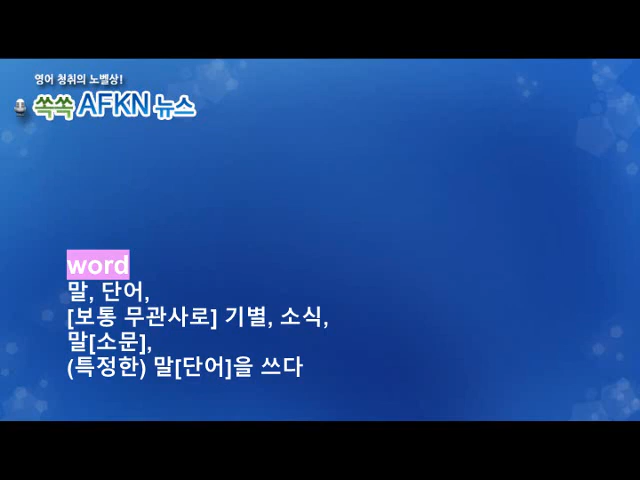 영어 청취의 노벨상!
쏙쏙 AFKN 뉴스
word
말, 단어,
[보통 무관사로] 기별, 소식,
말[소문],
(특정한) 말[단어]을 쓰다